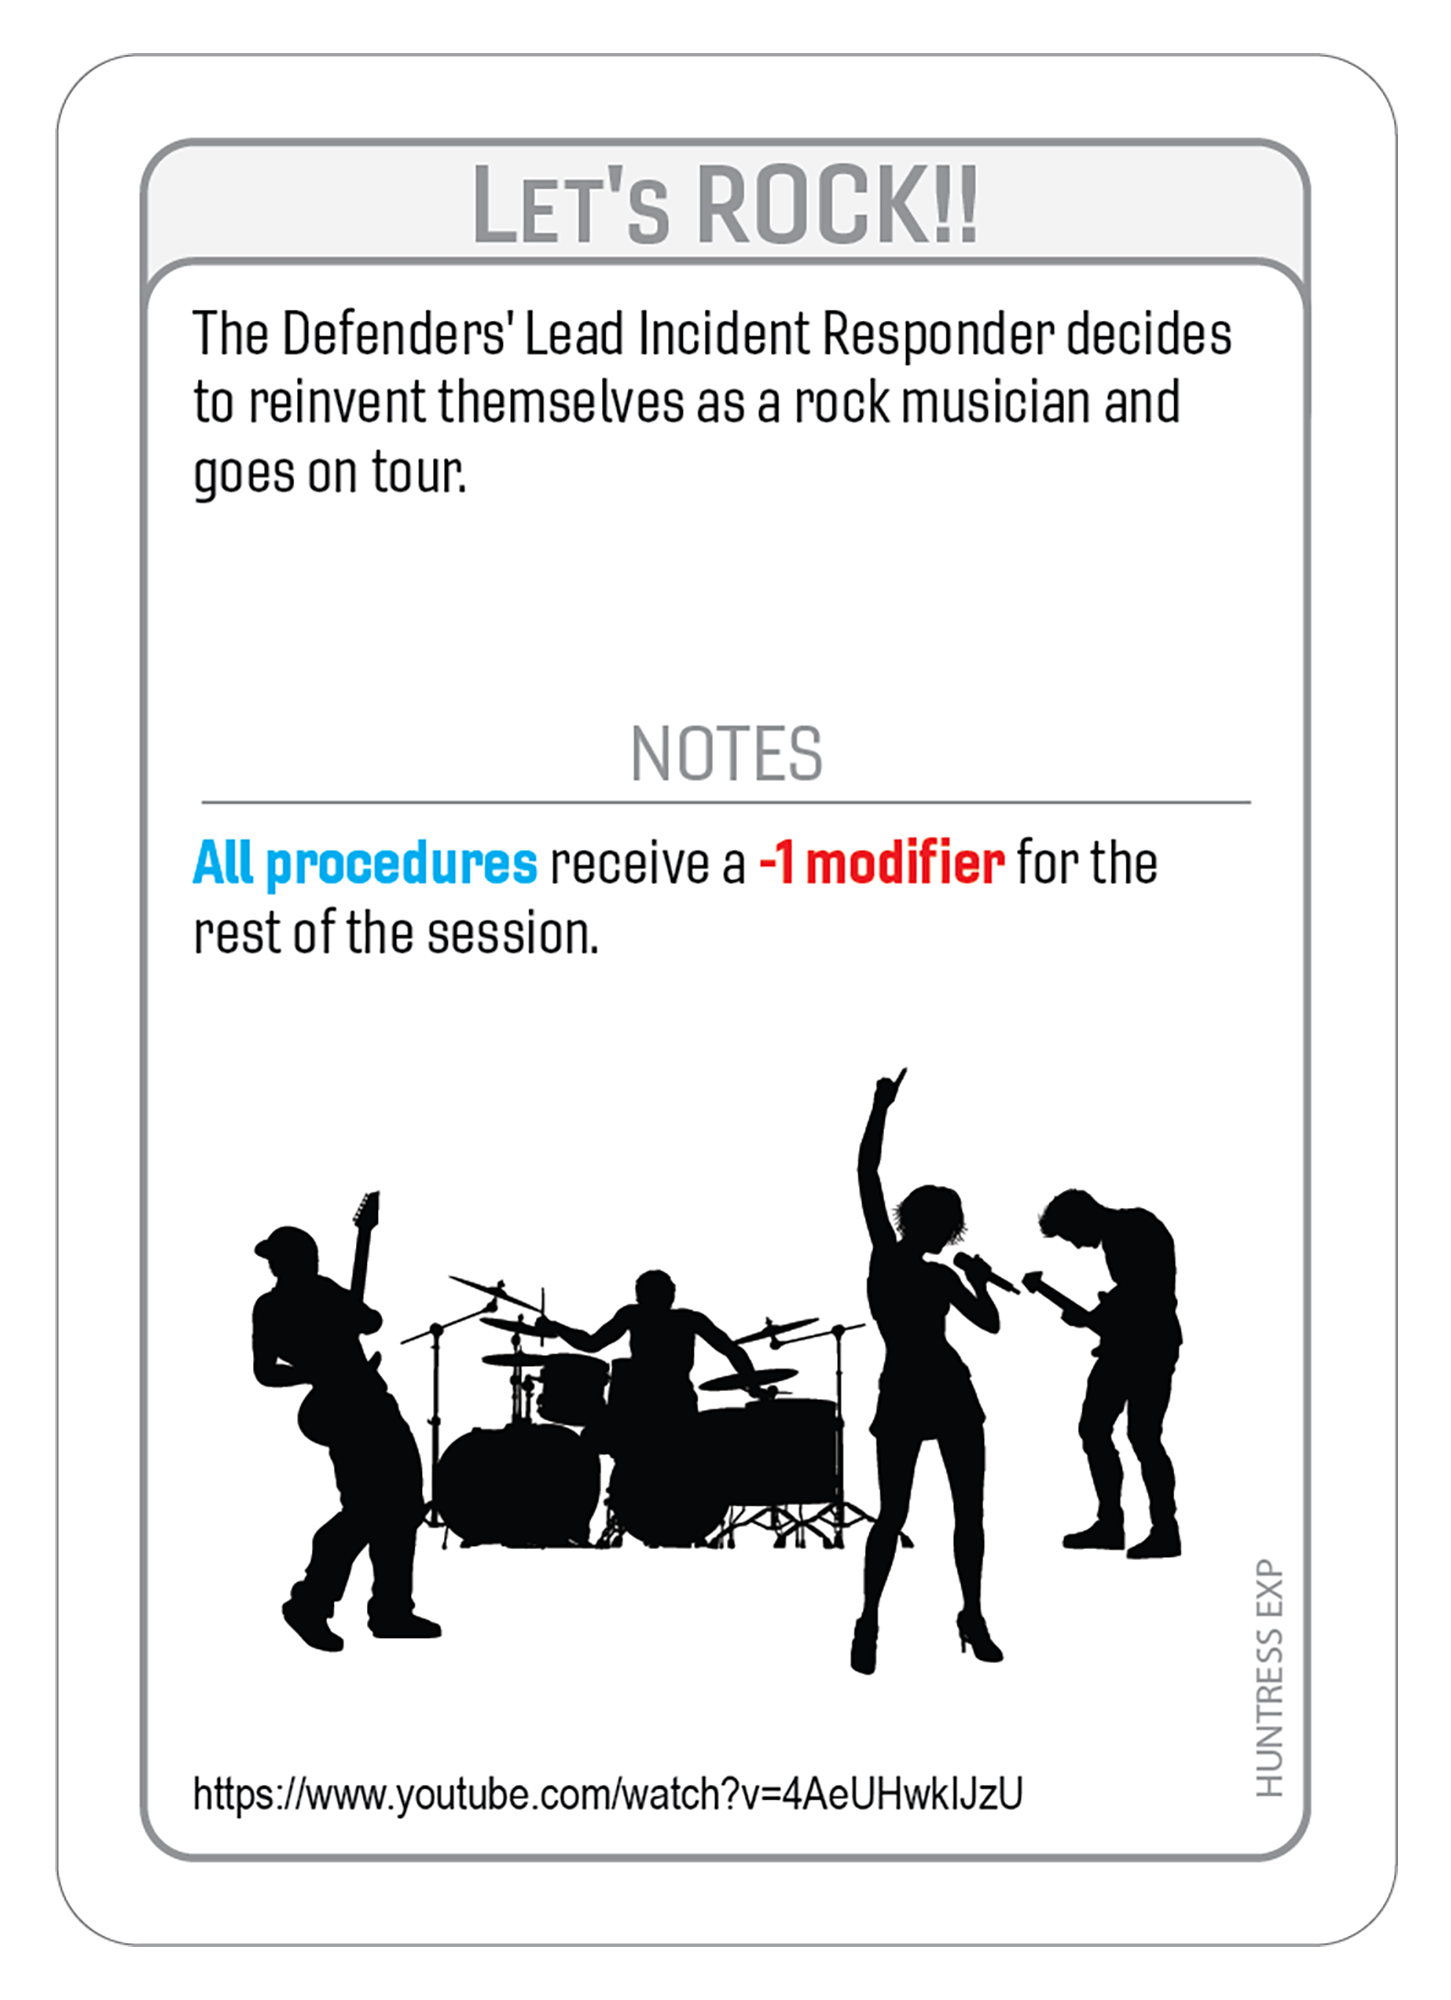 LET'S ROCK!!
The Defenders' Lead Incident Responder decides
to reinvent themselves as a rock musician and
goes on tour.
NOTES
All procedures receive a -1 modifier for the
rest of the session.
HUNTRESS EXP
https://www.youtube.com/watch?v=4AeUHwkIJzU